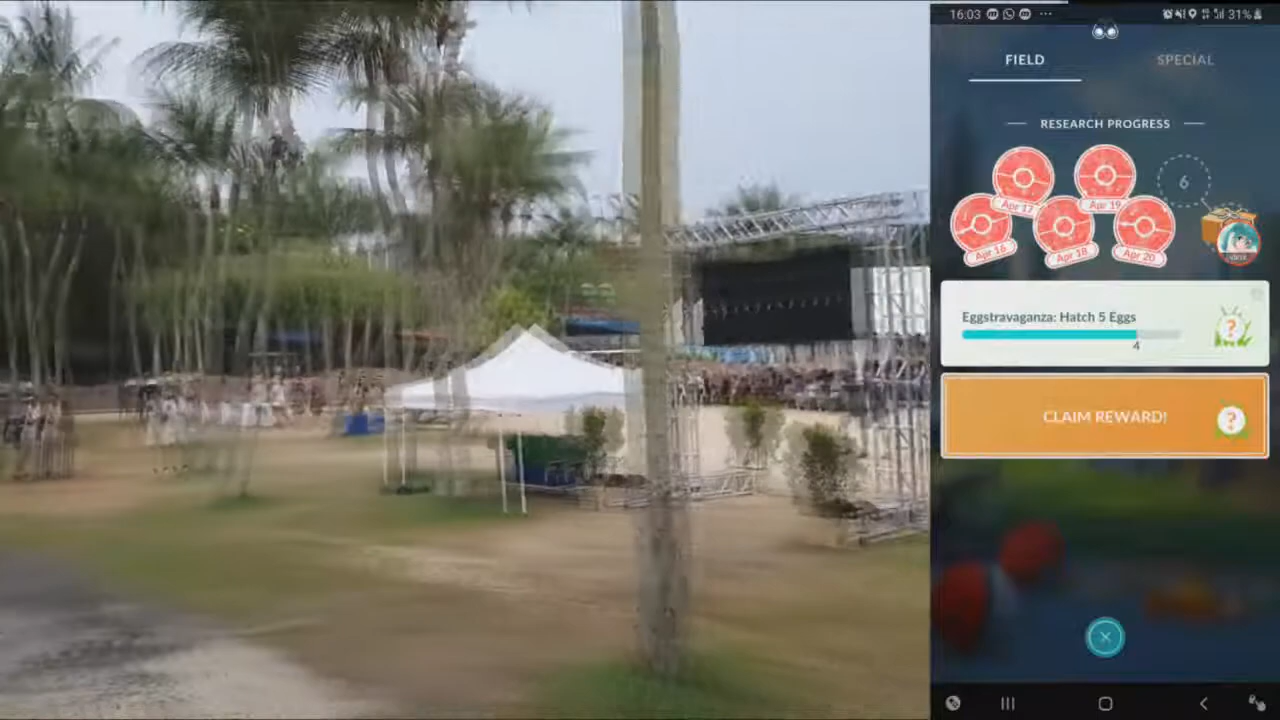 16:03
31%
FIELD
SPECIAL
RESEARCH PROGRESS
Apr 17
Apr 19
6
Apr 16
Apr 18
Apr 20
Eggstravaganza: Hatch 5 Eggs
?
4
CLAIM REWARD!
?